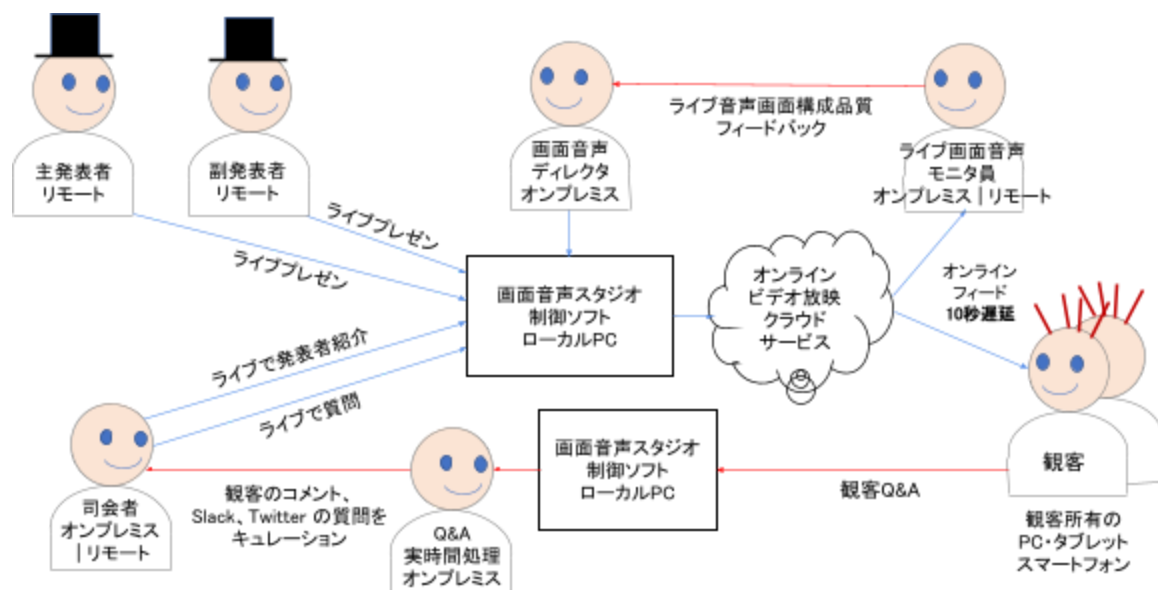 主発表者
リモート
副発表者
リモート
画面音声
ディレクタ
オンプレミス
ライブ音声画面構成品質
フィードバック
ライブ画面音声
モニタ員
オンプレミス | リモート
ライブプレゼン
ライブプレゼン
画面音声スタジオ
制御ソフト
ローカルPC
オンライン
ビデオ放映
クラウド
サービス
オンライン
フィード
10秒遅延
ライブで発表者紹介
ライブで質問
司会者
オンプレミス
| リモート
観客のコメント、
Slack、Twitter の質問を
キュレーション
Q&A
実時間処理
オンプレミス
画面音声スタジオ
制御ソフト
ローカルPC
観客Q&A
観客
観客所有の
PC・タブレット
スマートフォン